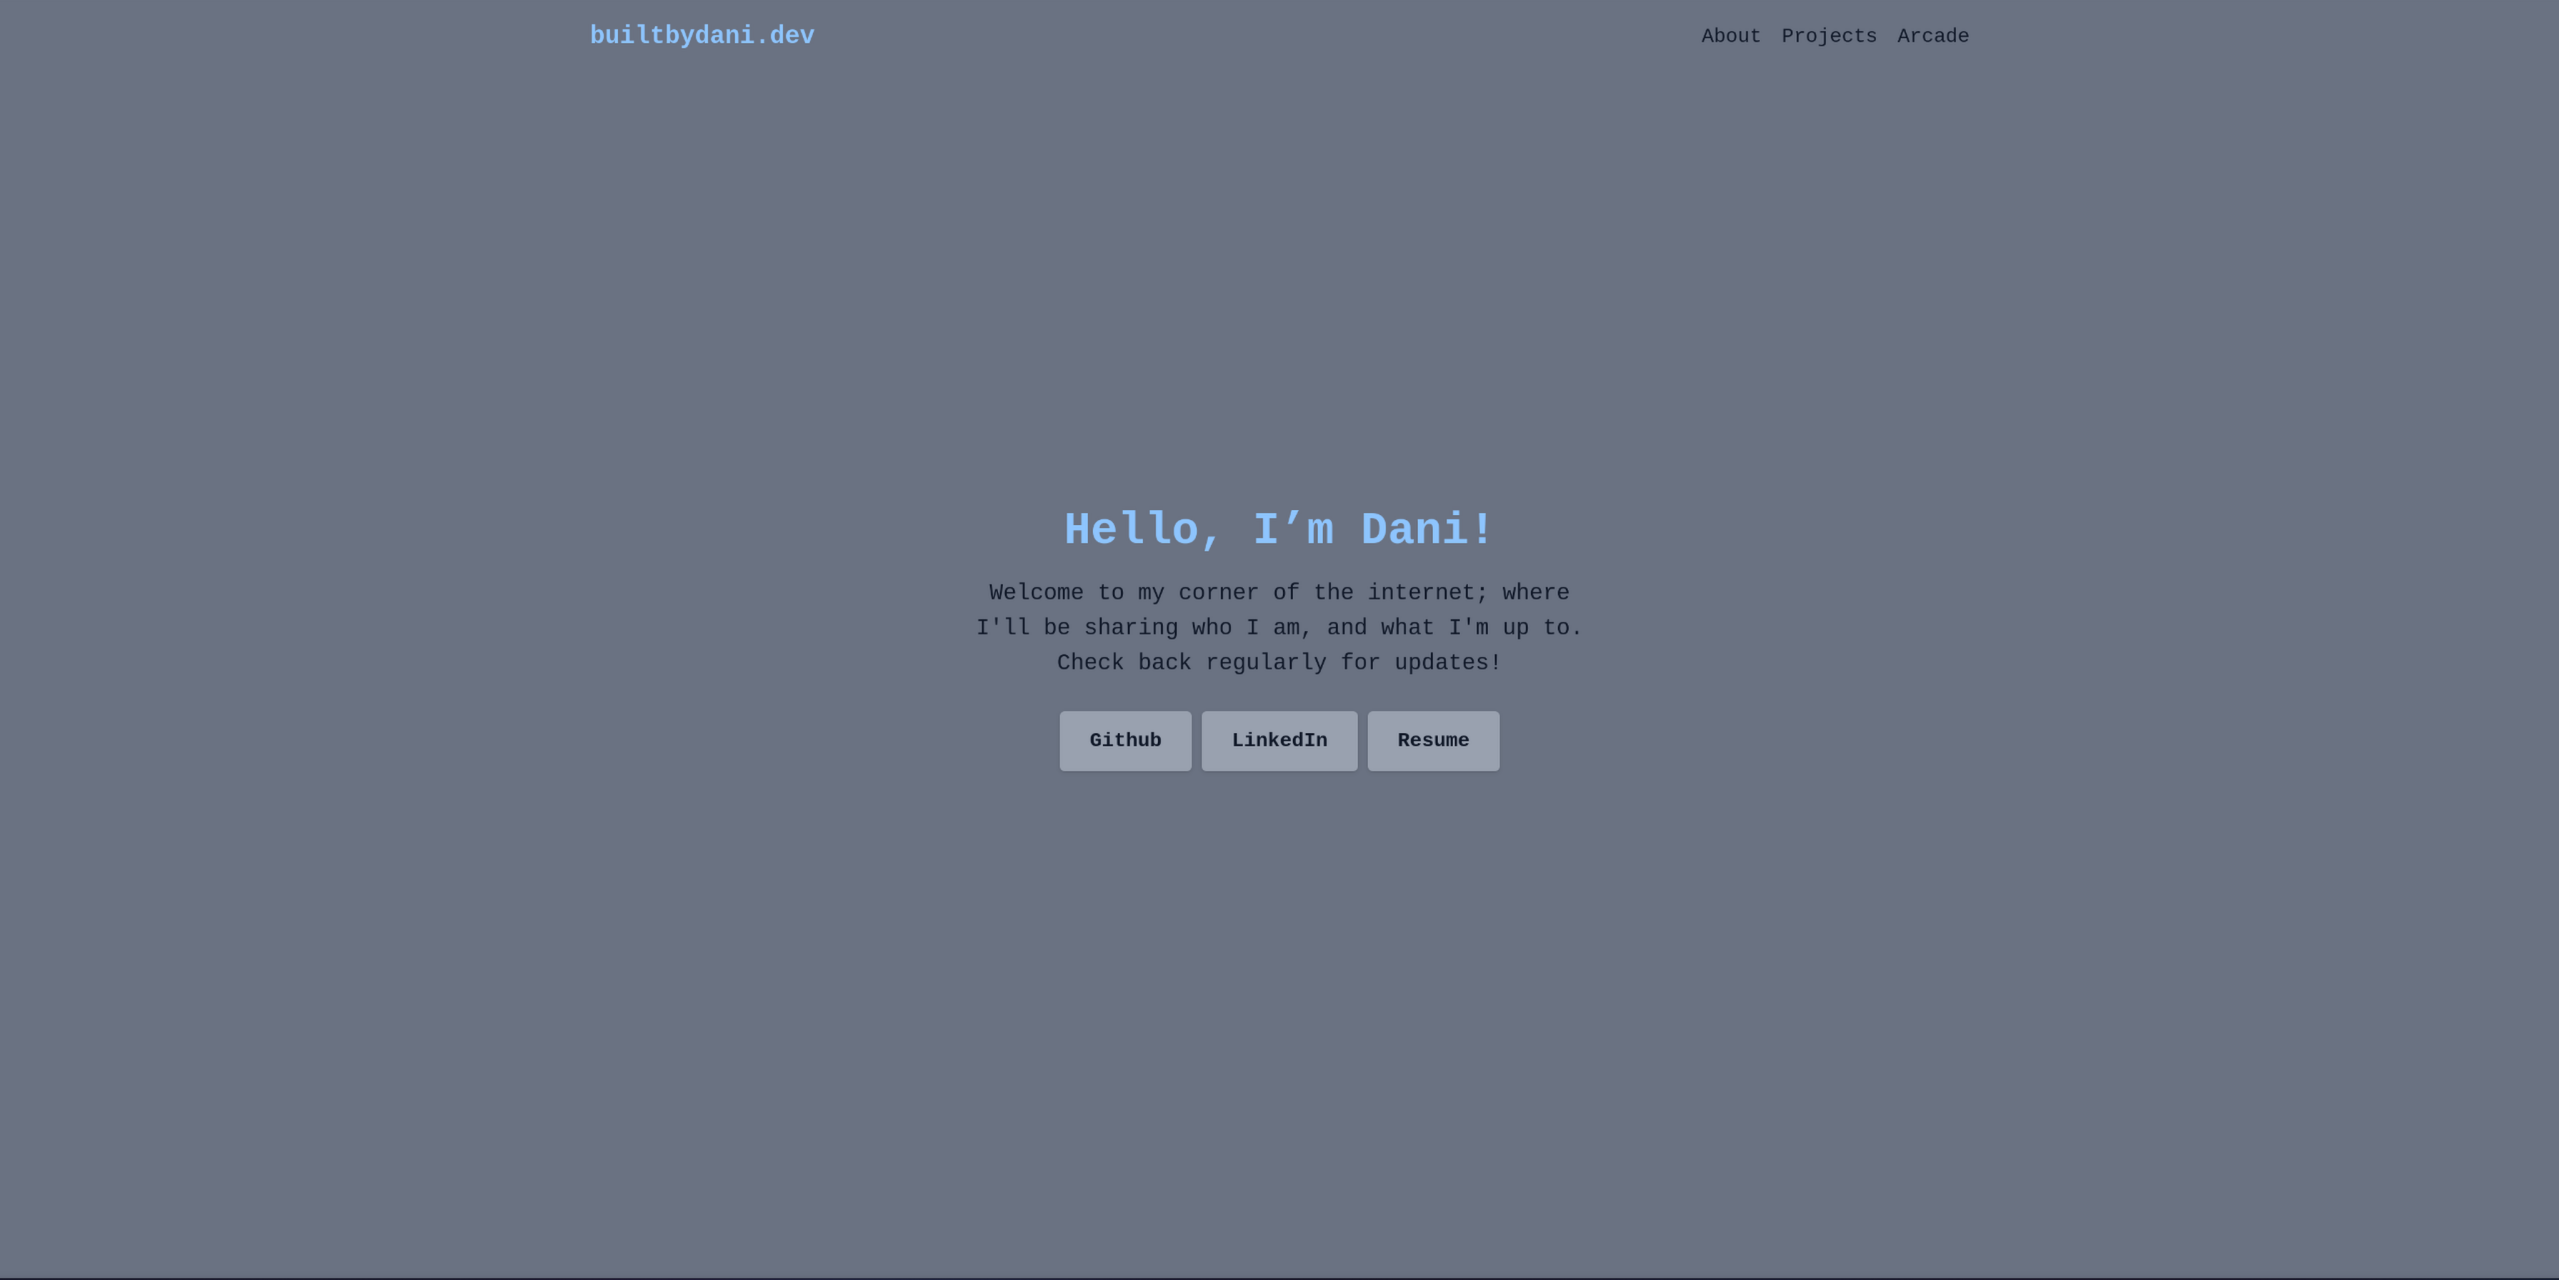 builtbydani.dev
About Projects Arcade
Hello, I’m Dani!
Welcome to my corner of the internet; where
I'll be sharing who I am, and what I'm up to.
Check back regularly for updates!
Github LinkedIn Resume